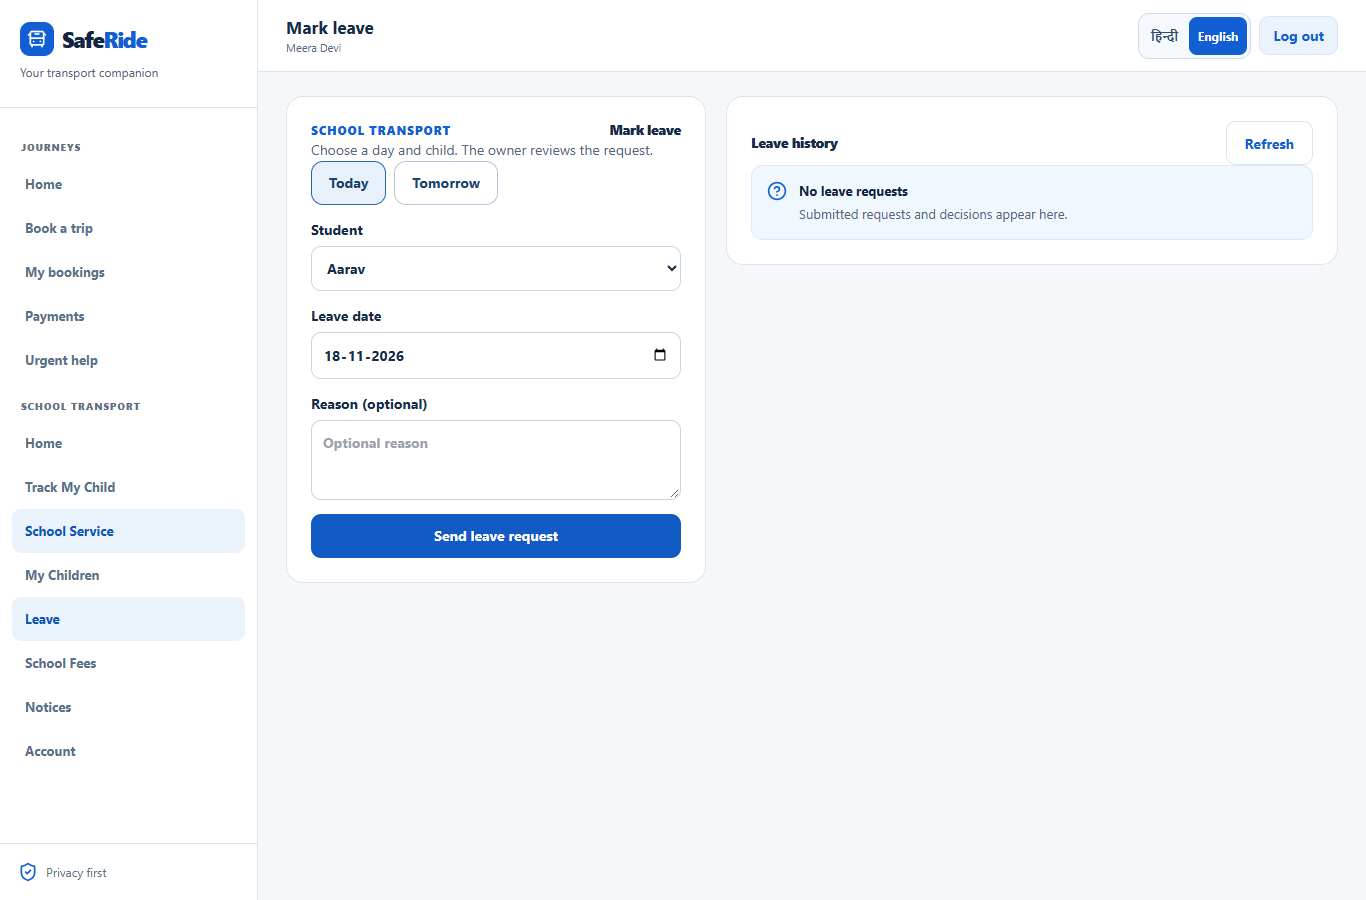 SafeRide
Your transport companion
JOURNEYS
Home
Book a trip
My bookings
Payments
Urgent help
SCHOOL TRANSPORT
Home
Track My Child
School Service
My Children
Leave
School Fees
Notices
Account
Privacy first
Mark leave
Meera Devi
हिन्दी English Log out
SCHOOL TRANSPORT Mark leave
Choose a day and child. The owner reviews the request.
Today Tomorrow
Student
Aarav
Leave date
18-11-2026
Reason (optional)
Optional reason
Send leave request
Leave history Refresh
No leave requests
Submitted requests and decisions appear here.